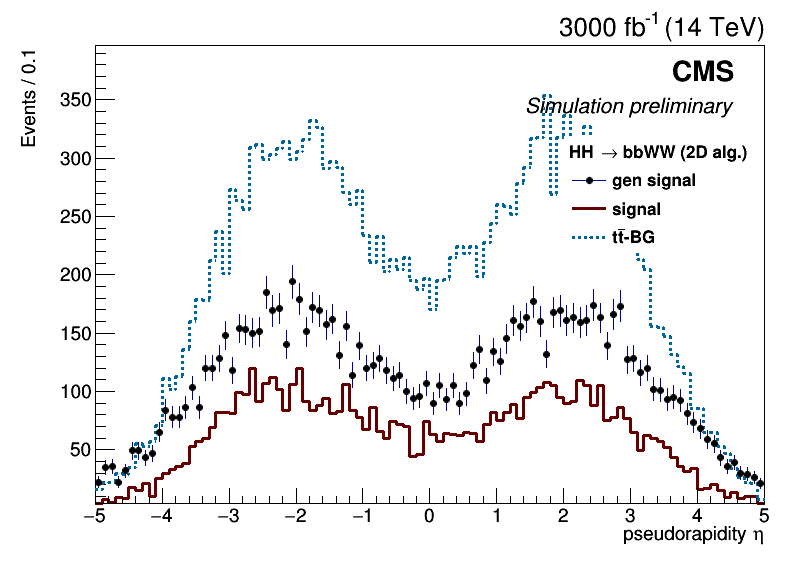 3000 fb⁻¹ (14 TeV)
CMS
Simulation preliminary
HH → bbWW (2D alg.)
gen signal
signal
tt̄-BG
Events / 0.1
350
300
250
200
150
100
50
−5 −4 −3 −2 −1 0 1 2 3 4 5
pseudorapidity η